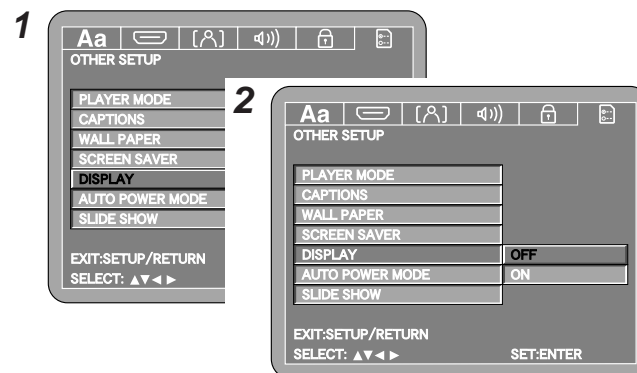 1
Aa
OTHER SETUP
PLAYER MODE
CAPTIONS
WALL PAPER
SCREEN SAVER
DISPLAY
AUTO POWER MODE
SLIDE SHOW
EXIT:SETUP/RETURN
SELECT: ▲▼◄ ►
2
Aa
OTHER SETUP
PLAYER MODE
CAPTIONS
WALL PAPER
SCREEN SAVER
DISPLAY OFF
AUTO POWER MODE ON
SLIDE SHOW
EXIT:SETUP/RETURN
SELECT: ▲▼◄ ► SET:ENTER